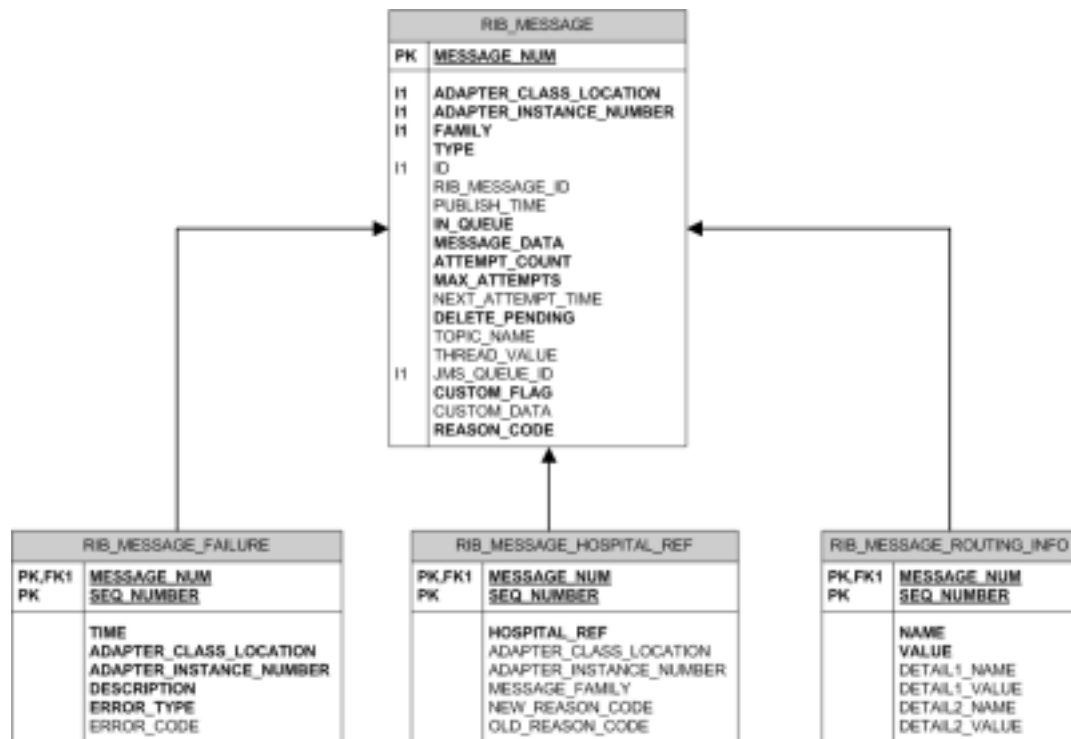 RIB_MESSAGE
PK MESSAGE_NUM
I1 ADAPTER_CLASS_LOCATION
I1 ADAPTER_INSTANCE_NUMBER
I1 FAMILY
TYPE
I1 ID
RIB_MESSAGE_ID
PUBLISH_TIME
IN_QUEUE
MESSAGE_DATA
ATTEMPT_COUNT
MAX_ATTEMPTS
NEXT_ATTEMPT_TIME
DELETE_PENDING
TOPIC_NAME
THREAD_VALUE
I1 JMS_QUEUE_ID
CUSTOM_FLAG
CUSTOM_DATA
REASON_CODE
RIB_MESSAGE_FAILURE
PK,FK1 MESSAGE_NUM
PK SEQ_NUMBER
TIME
ADAPTER_CLASS_LOCATION
ADAPTER_INSTANCE_NUMBER
DESCRIPTION
ERROR_TYPE
ERROR_CODE
RIB_MESSAGE_HOSPITAL_REF
PK,FK1 MESSAGE_NUM
PK SEQ_NUMBER
HOSPITAL_REF
ADAPTER_CLASS_LOCATION
ADAPTER_INSTANCE_NUMBER
MESSAGE_FAMILY
NEW_REASON_CODE
OLD_REASON_CODE
RIB_MESSAGE_ROUTING_INFO
PK,FK1 MESSAGE_NUM
PK SEQ_NUMBER
NAME
VALUE
DETAIL1_NAME
DETAIL1_VALUE
DETAIL2_NAME
DETAIL2_VALUE